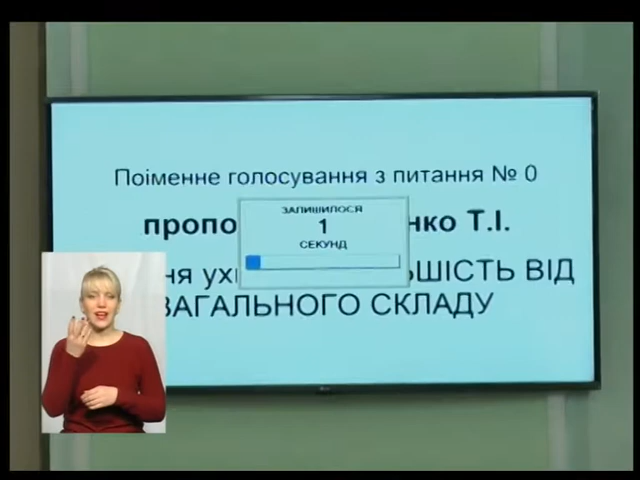 Поіменне голосування з питання № 0
ЗАЛИШИЛОСЯ
1
СЕКУНД
пропо нко Т.І.
ня ух ЬШІСТЬ ВІД
ЗАГАЛЬНОГО СКЛАДУ